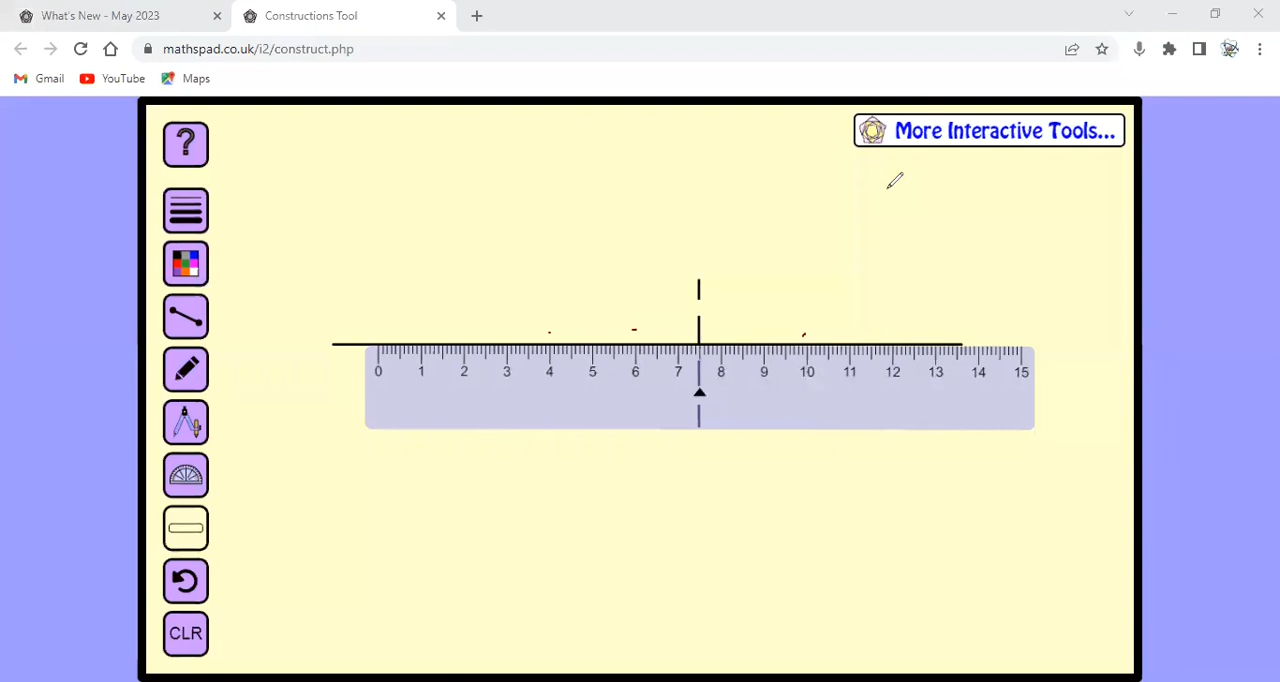 What's New - May 2023
Constructions Tool
mathspad.co.uk/i2/construct.php
Gmail
YouTube
Maps
?
More Interactive Tools...
0 1 2 3 4 5 6 7 8 9 10 11 12 13 14 15
CLR